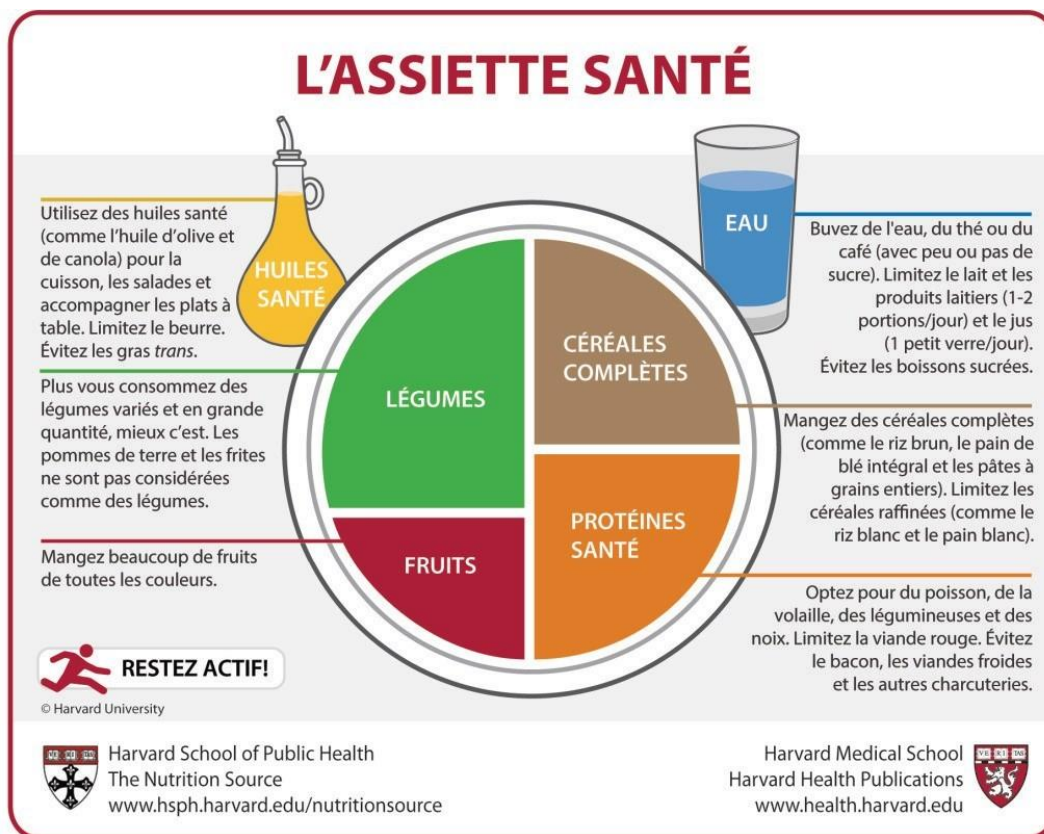 L'ASSIETTE SANTÉ
Utilisez des huiles santé
(comme l'huile d'olive et
de canola) pour la
cuisson, les salades et
accompagner les plats à
table. Limitez le beurre.
Évitez les gras trans.
HUILES
SANTÉ
Plus vous consommez des
légumes variés et en grande
quantité, mieux c'est. Les
pommes de terre et les frites
ne sont pas considérées
comme des légumes.
Mangez beaucoup de fruits
de toutes les couleurs.
LÉGUMES
FRUITS
CÉRÉALES
COMPLÈTES
PROTÉINES
SANTÉ
EAU
Buvez de l'eau, du thé ou du
café (avec peu ou pas de
sucre). Limitez le lait et les
produits laitiers (1-2
portions/jour) et le jus
(1 petit verre/jour).
Évitez les boissons sucrées.
Mangez des céréales complètes
(comme le riz brun, le pain de
blé intégral et les pâtes à
grains entiers). Limitez les
céréales raffinées (comme le
riz blanc et le pain blanc).
Optez pour du poisson, de la
volaille, des légumineuses et des
noix. Limitez la viande rouge. Évitez
le bacon, les viandes froides
et les autres charcuteries.
RESTEZ ACTIF!
© Harvard University
Harvard School of Public Health
The Nutrition Source
www.hsph.harvard.edu/nutritionsource
Harvard Medical School
Harvard Health Publications
www.health.harvard.edu
VE RI TAS